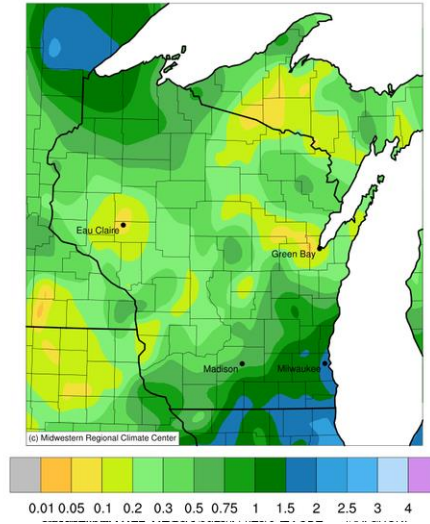 Eau Claire
Green Bay
Madison
Milwaukee
(c) Midwestern Regional Climate Center
0.01 0.05 0.1 0.2 0.3 0.5 0.75 1 1.5 2 2.5 3 4